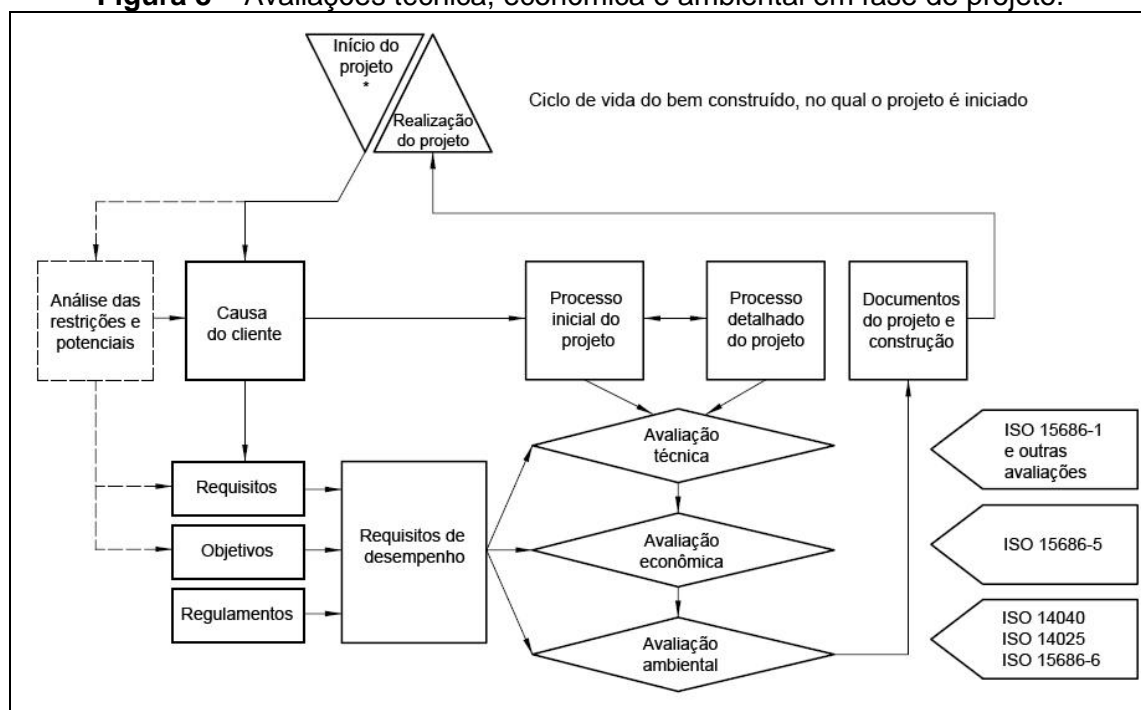 Avaliações técnica, econômica e ambiental em fase de projeto.
Início do
projeto
*
Realização
do projeto
Ciclo de vida do bem construído, no qual o projeto é iniciado
Análise das
restrições e
potenciais
Causa
do cliente
Processo
inicial do
projeto
Processo
detalhado
do projeto
Documentos
do projeto e
construção
Avaliação
técnica
ISO 15686-1
e outras
avaliações
Requisitos
Requisitos de
desempenho
Objetivos
Avaliação
econômica
ISO 15686-5
Regulamentos
Avaliação
ambiental
ISO 14040
ISO 14025
ISO 15686-6